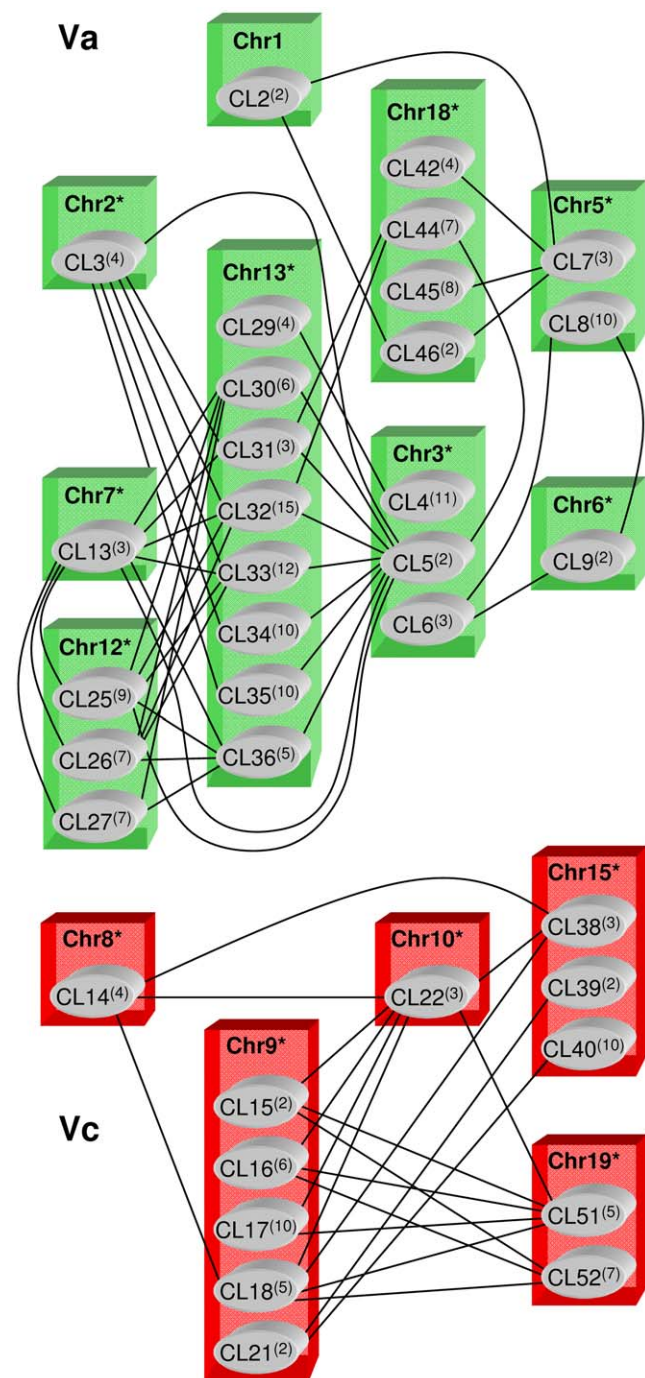 Va
Chr1
CL2(2)
Chr18*
CL42(4)
CL44(7)
CL45(8)
CL46(2)
Chr2*
CL3(4)
Chr5*
CL7(3)
CL8(10)
Chr13*
CL29(4)
CL30(6)
CL31(3)
CL32(15)
CL33(12)
CL34(10)
CL35(10)
CL36(5)
Chr3*
CL4(11)
CL5(2)
CL6(3)
Chr7*
CL13(3)
Chr6*
CL9(2)
Chr12*
CL25(9)
CL26(7)
CL27(7)
Chr15*
CL38(3)
CL39(2)
CL40(10)
Chr8*
CL14(4)
Chr10*
CL22(3)
Chr9*
CL15(2)
CL16(6)
CL17(10)
CL18(5)
CL21(2)
Vc
Chr19*
CL51(5)
CL52(7)